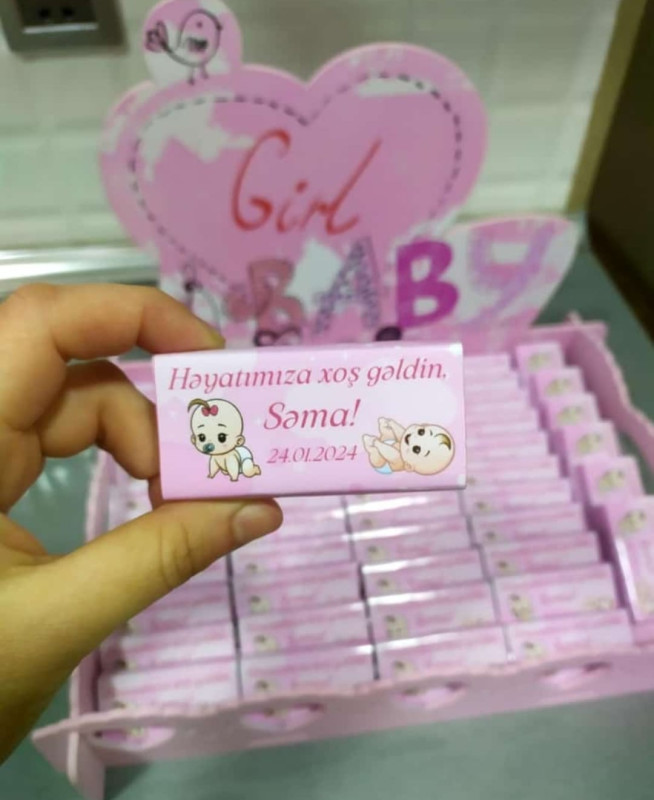 Girl
BABY
Həyatımıza xoş gəldin,
Səma!
24.01.2024